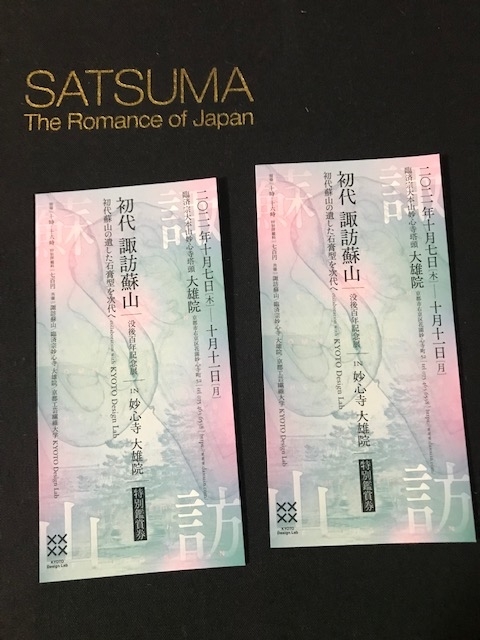 SATSUMA
The Romance of Japan
二〇二一年十月七日[木]―十月十一日[月]
臨済宗大本山妙心寺塔頭 大雄院
初代 諏訪蘇山
没後百年記念展
IN 妙心寺 大雄院
特別鑑賞券
初代蘇山の遺した石膏型を次代へ
KYOTO Design Lab
諏訪蘇山
KYOTO
Design Lab
二〇二一年十月七日[木]―十月十一日[月]
臨済宗大本山妙心寺塔頭 大雄院
初代 諏訪蘇山
没後百年記念展
IN 妙心寺 大雄院
特別鑑賞券
初代蘇山の遺した石膏型を次代へ
KYOTO Design Lab
諏訪蘇山
KYOTO
Design Lab